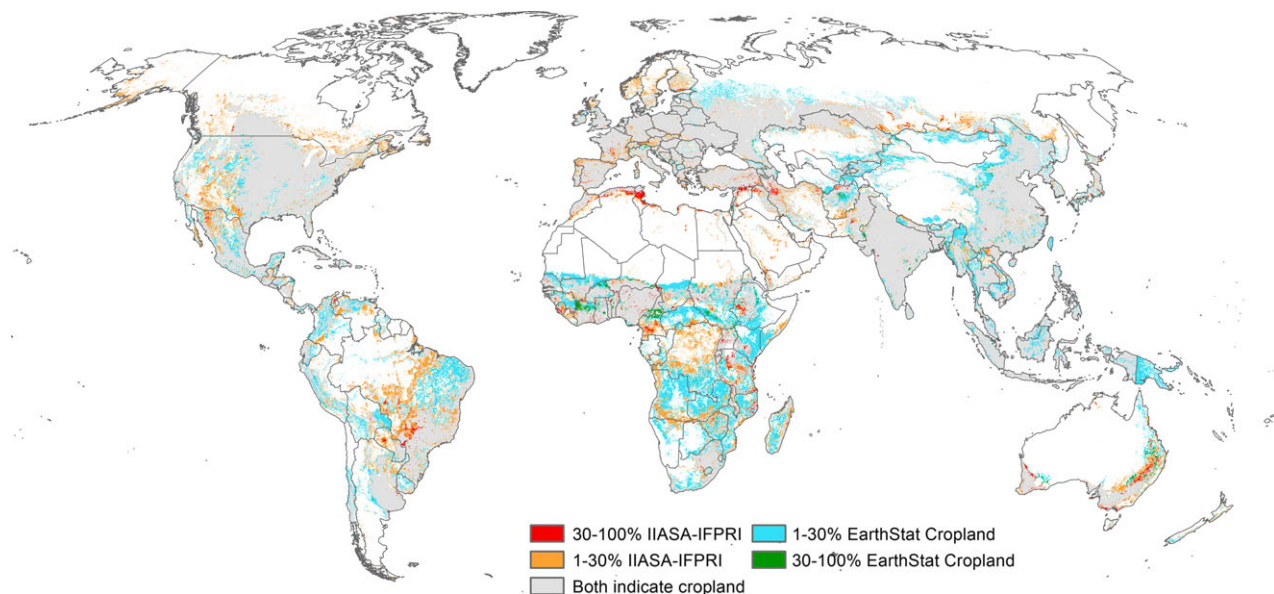 30-100% IIASA-IFPRI
1-30% EarthStat Cropland
1-30% IIASA-IFPRI
30-100% EarthStat Cropland
Both indicate cropland